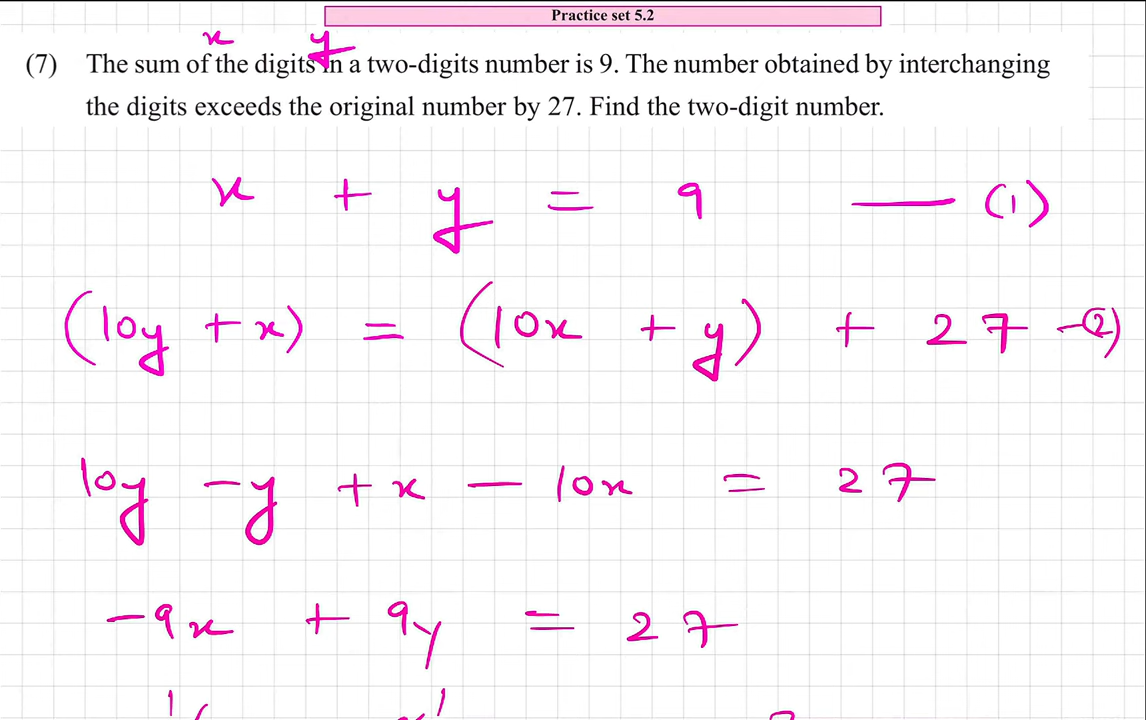 Practice set 5.2
x y
(7) The sum of the digits in a two-digits number is 9. The number obtained by interchanging
the digits exceeds the original number by 27. Find the two-digit number.
x + y = 9 — (1)
(10y + x) = (10x + y) + 27 - (2)
10y - y + x - 10x = 27
-9x + 9y = 27